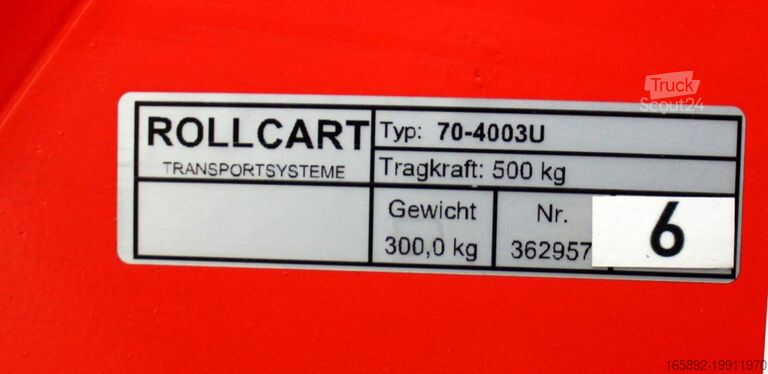 Truck
Scout24
ROLLCART
TRANSPORTSYSTEME
Typ: 70-4003U
Tragkraft: 500 kg
Gewicht
300,0 kg
Nr.
362957
6
165892-19911970